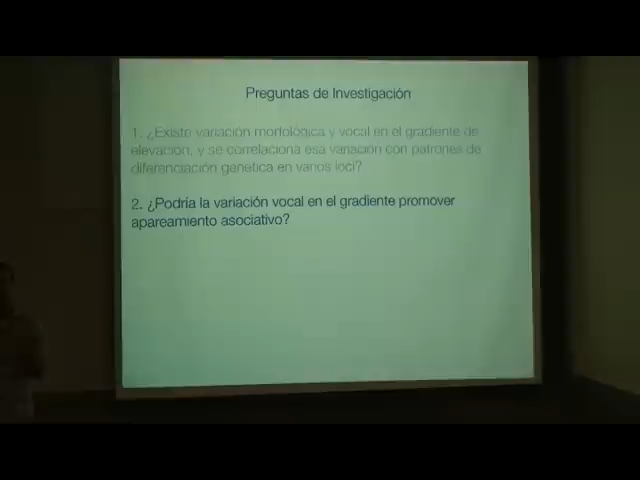 Preguntas de Investigación
1. ¿Existe variación morfológica y vocal en el gradiente de
elevación, y se correlaciona esa variación con patrones de
diferenciación genética en varios loci?
2. ¿Podría la variación vocal en el gradiente promover
apareamiento asociativo?